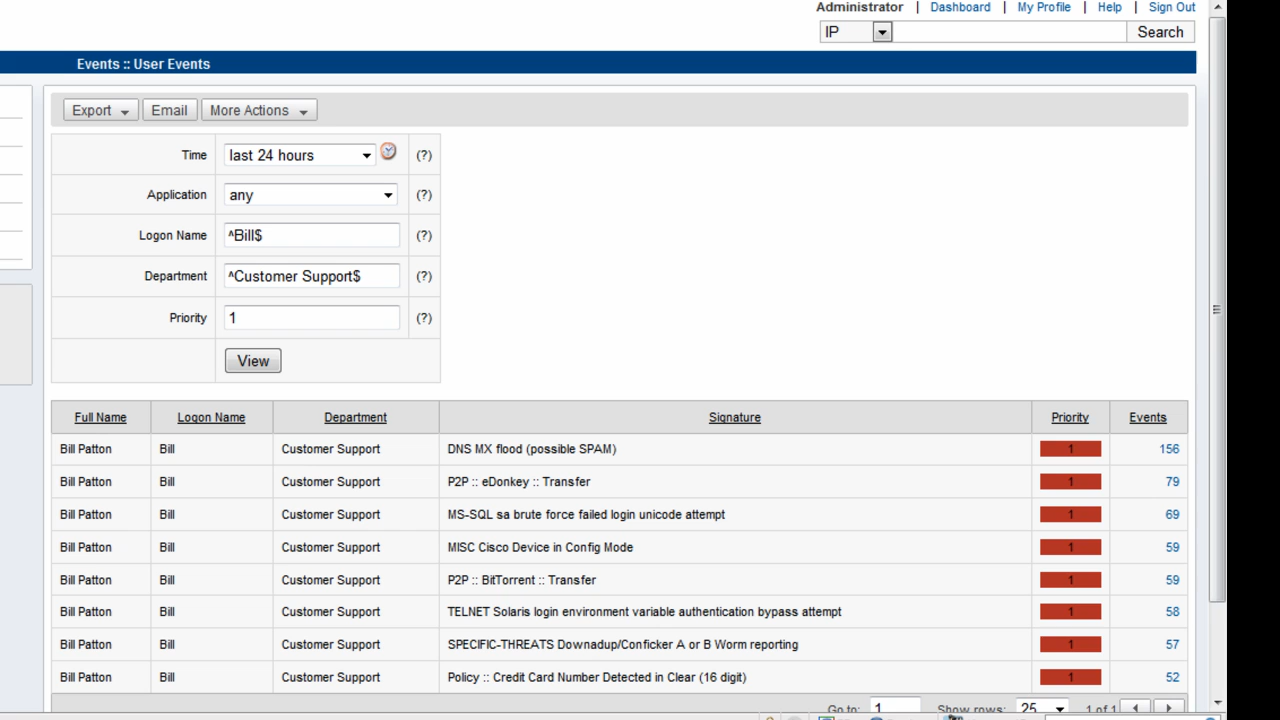 Administrator | Dashboard | My Profile | Help | Sign Out
IP Search
Events :: User Events
Export Email More Actions
Time last 24 hours (?)
Application any (?)
Logon Name ^Bill$ (?)
Department ^Customer Support$ (?)
Priority 1 (?)
View
Full Name Logon Name Department Signature Priority Events
Bill Patton Bill Customer Support DNS MX flood (possible SPAM) 1 156
Bill Patton Bill Customer Support P2P :: eDonkey :: Transfer 1 79
Bill Patton Bill Customer Support MS-SQL sa brute force failed login unicode attempt 1 69
Bill Patton Bill Customer Support MISC Cisco Device in Config Mode 1 59
Bill Patton Bill Customer Support P2P :: BitTorrent :: Transfer 1 59
Bill Patton Bill Customer Support TELNET Solaris login environment variable authentication bypass attempt 1 58
Bill Patton Bill Customer Support SPECIFIC-THREATS Downadup/Conficker A or B Worm reporting 1 57
Bill Patton Bill Customer Support Policy :: Credit Card Number Detected in Clear (16 digit) 1 52
Go to: 1 Show rows: 25 1 of 1